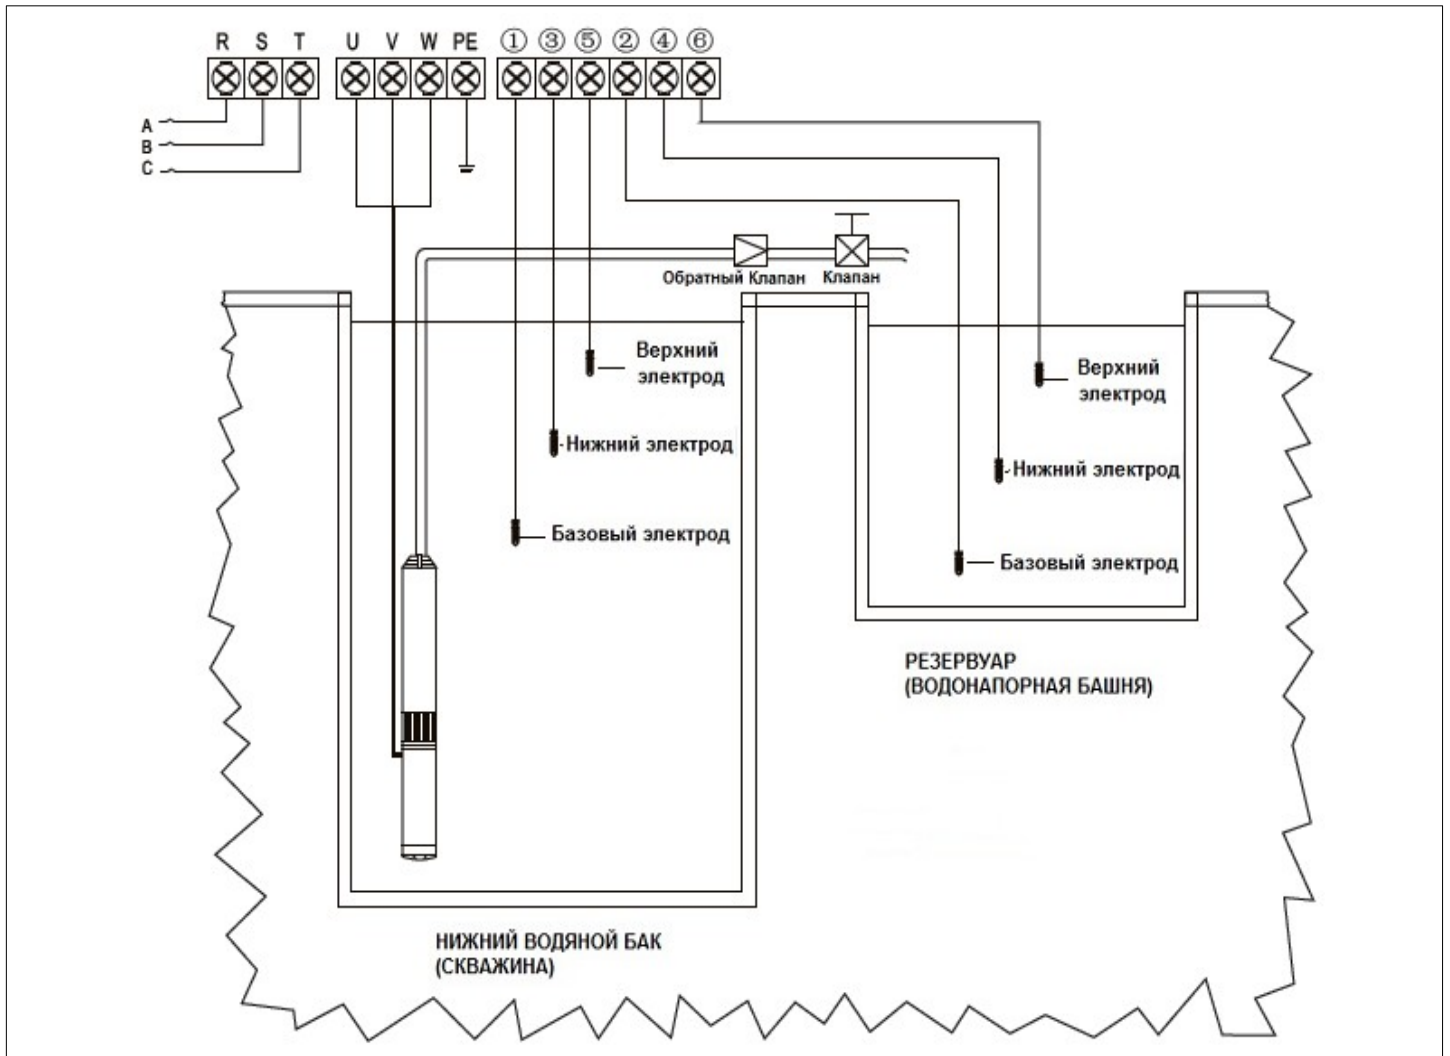 R S T U V W PE ① ③ ⑤ ② ④ ⑥
A
B
C
Обратный Клапан Клапан
Верхний
электрод
Нижний электрод
Базовый электрод
Верхний
электрод
Нижний электрод
Базовый электрод
РЕЗЕРВУАР
(ВОДОНАПОРНАЯ БАШНЯ)
НИЖНИЙ ВОДЯНОЙ БАК
(СКВАЖИНА)